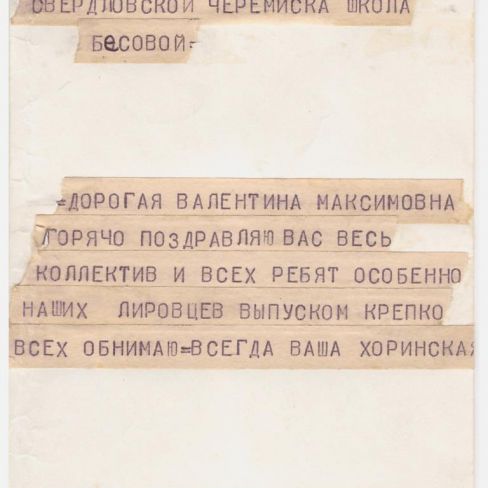 СВЕРДЛОВСКОЙ ЧЕРЕМИСКА ШКОЛА
БЕСОВОЙ-
=ДОРОГАЯ ВАЛЕНТИНА МАКСИМОВНА
ГОРЯЧО ПОЗДРАВЛЯЮ ВАС ВЕСЬ
КОЛЛЕКТИВ И ВСЕХ РЕБЯТ ОСОБЕННО
НАШИХ ЛИРОВЦЕВ ВЫПУСКОМ КРЕПКО
ВСЕХ ОБНИМАЮ=ВСЕГДА ВАША ХОРИНСКАЯ